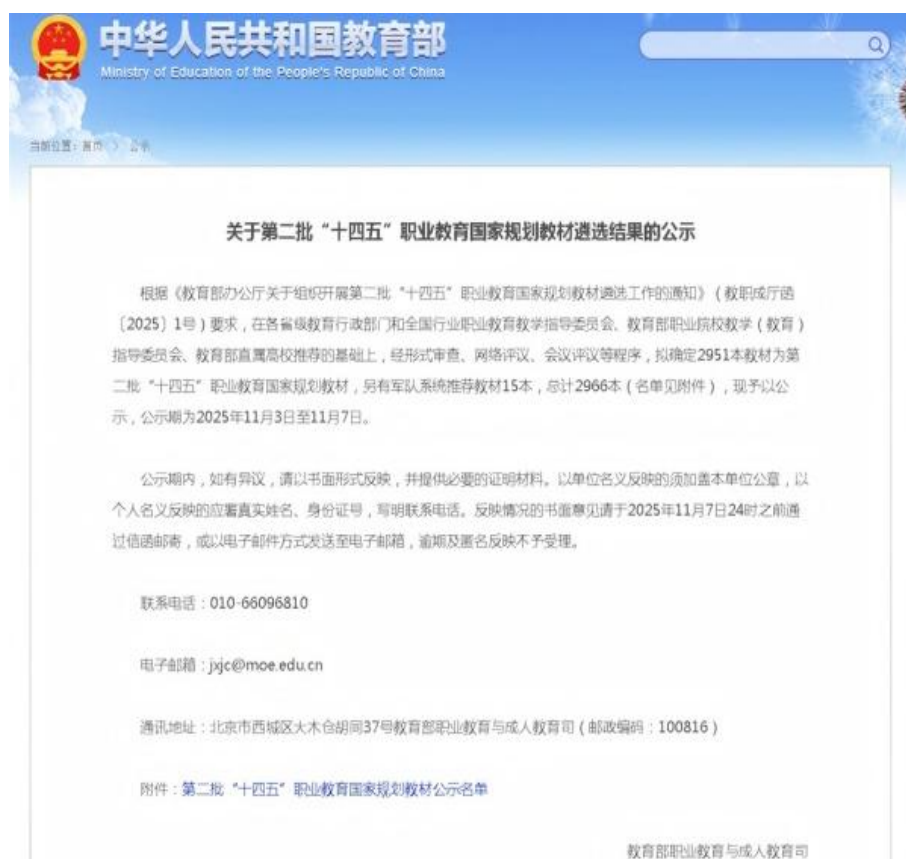 中华人民共和国教育部
Ministry of Education of the People's Republic of China
当前位置：首页 > 公示
关于第二批“十四五”职业教育国家规划教材遴选结果的公示
根据《教育部办公厅关于组织开展第二批“十四五”职业教育国家规划教材遴选工作的通知》（教职成厅函
〔2025〕1号）要求，在各省级教育行政部门和全国行业职业教育教学指导委员会、教育部职业院校教学（教育）
指导委员会、教育部直属高校推荐的基础上，经形式审查、网络评议、会议评议等程序，拟确定2951本教材为第
二批“十四五”职业教育国家规划教材，另有军队系统推荐教材15本，总计2966本（名单见附件），现予以公
示，公示期为2025年11月3日至11月7日。
公示期内，如有异议，请以书面形式反映，并提供必要的证明材料。以单位名义反映的须加盖本单位公章，以
个人名义反映的应署真实姓名、身份证号，写明联系电话。反映情况的书面意见请于2025年11月7日24时之前通
过信函邮寄，或以电子邮件方式发送至电子邮箱，逾期及匿名反映不予受理。
联系电话：010-66096810
电子邮箱：jxjc@moe.edu.cn
通讯地址：北京市西城区大木仓胡同37号教育部职业教育与成人教育司（邮政编码：100816）
附件：第二批“十四五”职业教育国家规划教材公示名单
教育部职业教育与成人教育司